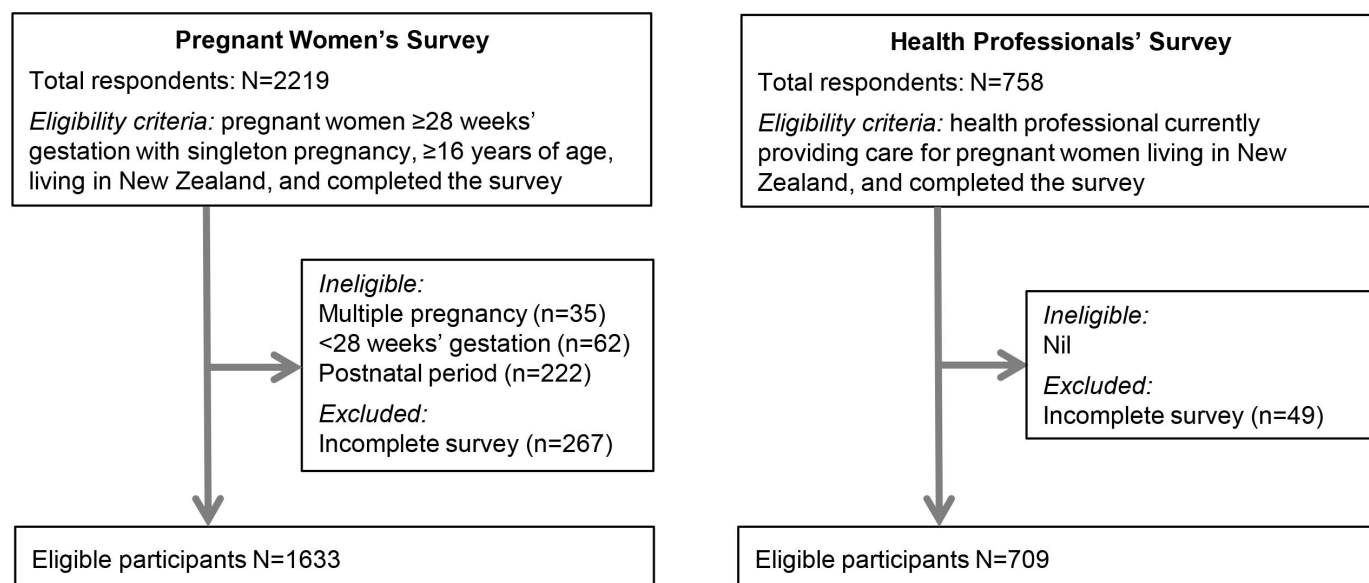 Pregnant Women's Survey
Total respondents: N=2219
Eligibility criteria: pregnant women ≥28 weeks'
gestation with singleton pregnancy, ≥16 years of age,
living in New Zealand, and completed the survey
Ineligible:
Multiple pregnancy (n=35)
<28 weeks' gestation (n=62)
Postnatal period (n=222)
Excluded:
Incomplete survey (n=267)
Eligible participants N=1633
Health Professionals' Survey
Total respondents: N=758
Eligibility criteria: health professional currently
providing care for pregnant women living in New
Zealand, and completed the survey
Ineligible:
Nil
Excluded:
Incomplete survey (n=49)
Eligible participants N=709